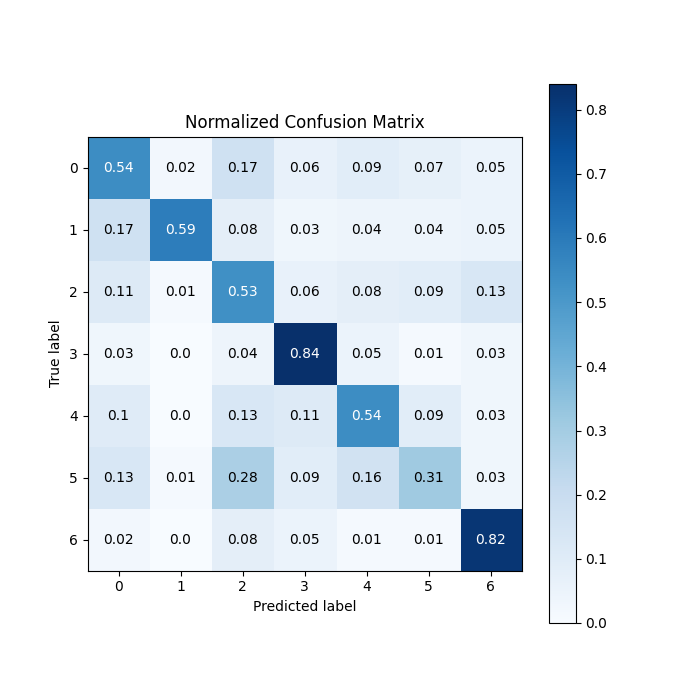 Normalized Confusion Matrix
True label
0 0.54 0.02 0.17 0.06 0.09 0.07 0.05
1 0.17 0.59 0.08 0.03 0.04 0.04 0.05
2 0.11 0.01 0.53 0.06 0.08 0.09 0.13
3 0.03 0.0 0.04 0.84 0.05 0.01 0.03
4 0.1 0.0 0.13 0.11 0.54 0.09 0.03
5 0.13 0.01 0.28 0.09 0.16 0.31 0.03
6 0.02 0.0 0.08 0.05 0.01 0.01 0.82
0 1 2 3 4 5 6
Predicted label
0.8
0.7
0.6
0.5
0.4
0.3
0.2
0.1
0.0